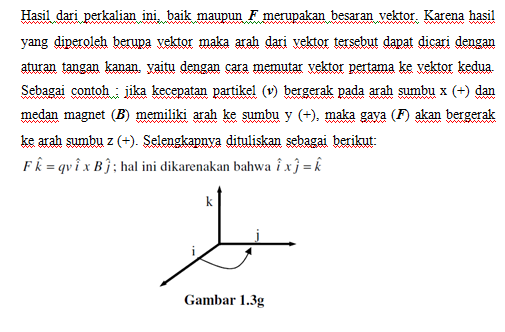 Hasil dari perkalian ini, baik maupun F merupakan besaran vektor. Karena hasil
yang diperoleh berupa vektor maka arah dari vektor tersebut dapat dicari dengan
aturan tangan kanan, yaitu dengan cara memutar vektor pertama ke vektor kedua.
Sebagai contoh : jika kecepatan partikel (v) bergerak pada arah sumbu x (+) dan
medan magnet (B) memiliki arah ke sumbu y (+), maka gaya (F) akan bergerak
ke arah sumbu z (+). Selengkapnya dituliskan sebagai berikut:
F k̂ = qv î x B ĵ ; hal ini dikarenakan bahwa î x ĵ = k̂
k
j
i
Gambar 1.3g